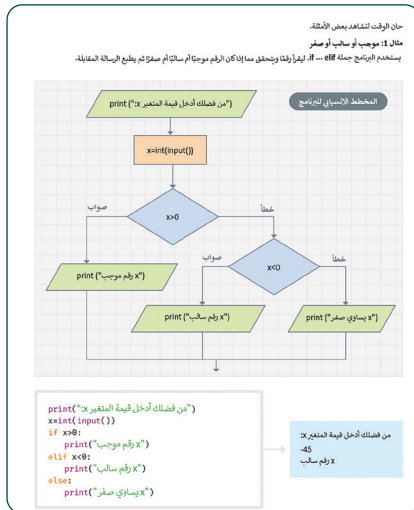 حان الوقت لتشاهد بعض الأمثلة.
مثال 1: موجب أو سالب أو صفر
يستخدم البرنامج جملة if ... elif، ليقرأ رقمًا ويتحقق مما إذا كان الرقم موجبًا أم سالبًا أم صفرًا ثم يطبع الرسالة المقابلة.
المخطط الانسيابي للبرنامج
print ("من فضلك أدخل قيمة المتغير x:")
x=int(input())
x>0
صواب
خطأ
print ("x رقم موجب")
x<0
صواب
خطأ
print ("x رقم سالب")
print ("x يساوي صفر")
print("من فضلك أدخل قيمة المتغير x:")
x=int(input())
if x>0:
print("x رقم موجب")
elif x<0:
print("x رقم سالب")
else:
print("x يساوي صفر")
من فضلك أدخل قيمة المتغير x:
-45
x رقم سالب